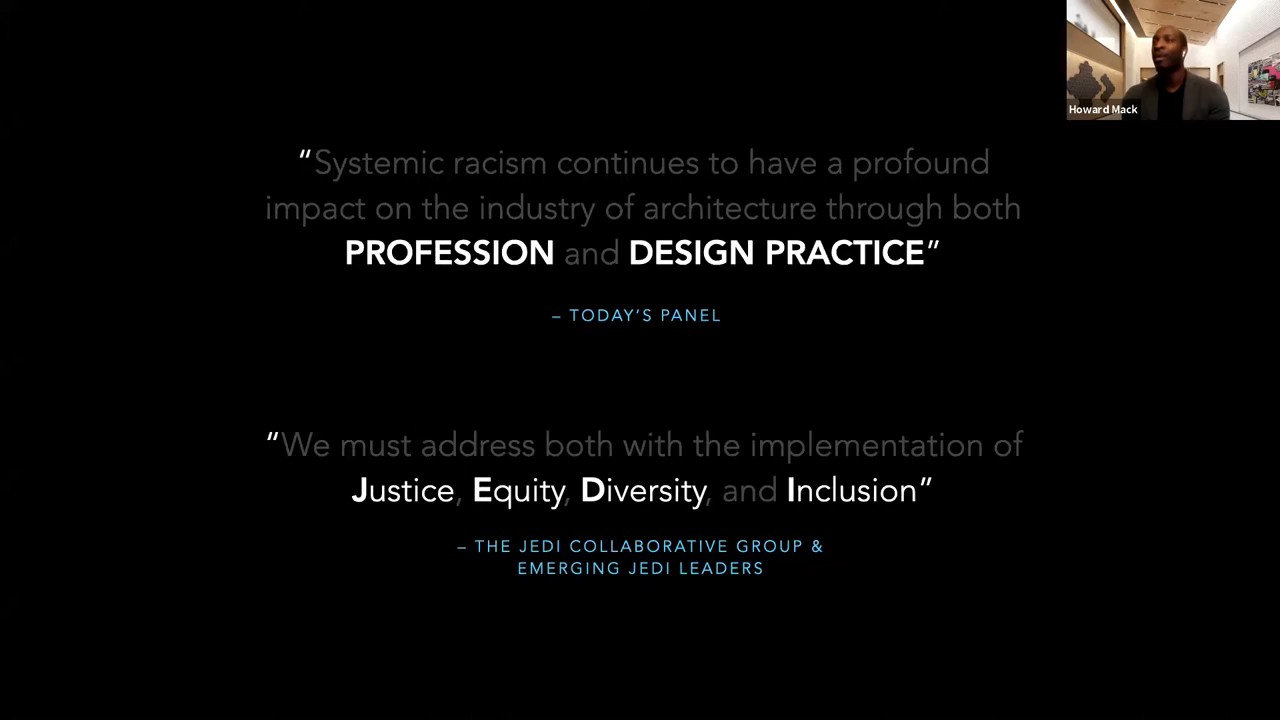 Howard Mack
“Systemic racism continues to have a profound
impact on the industry of architecture through both
PROFESSION and DESIGN PRACTICE”
– TODAY’S PANEL
“We must address both with the implementation of
Justice, Equity, Diversity, and Inclusion”
– THE JEDI COLLABORATIVE GROUP &
EMERGING JEDI LEADERS